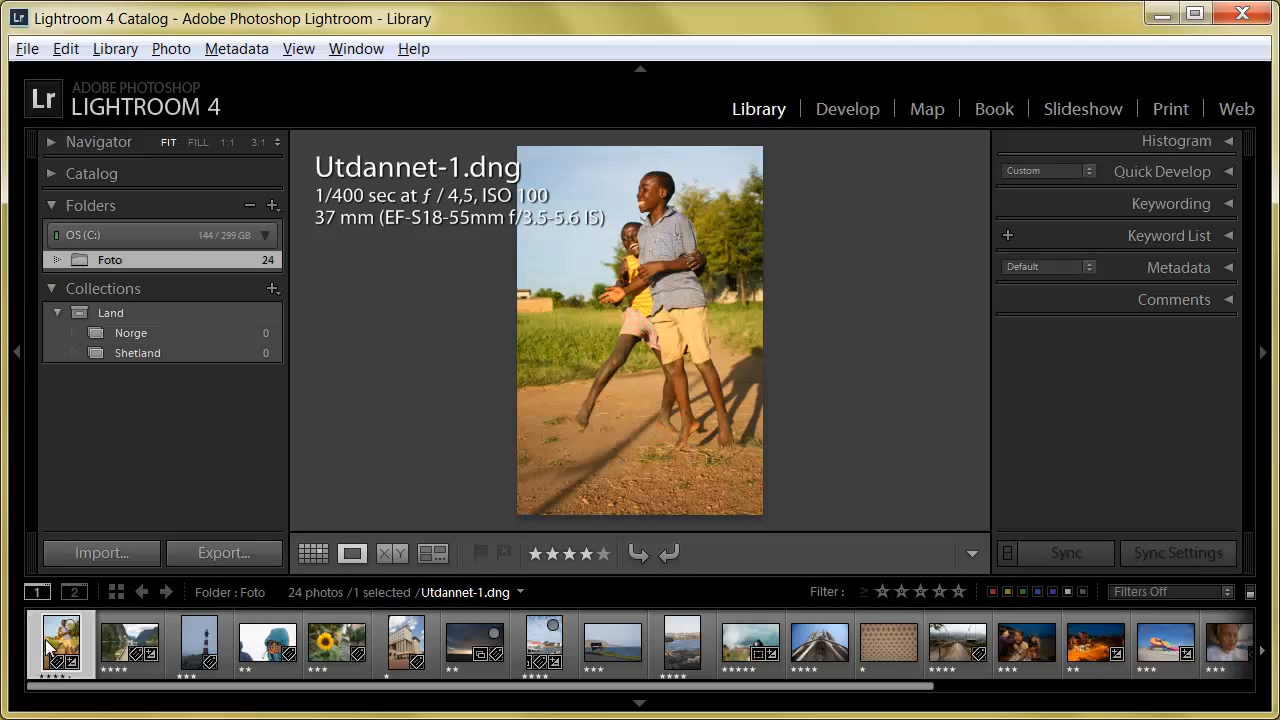 Lightroom 4 Catalog - Adobe Photoshop Lightroom - Library
File Edit Library Photo Metadata View Window Help
Lr ADOBE PHOTOSHOP
LIGHTROOM 4
Library Develop Map Book Slideshow Print Web
Navigator FIT FILL 1:1 3:1
Catalog
Folders
OS (C:) 144 / 299 GB
Foto 24
Collections
Land
Norge 0
Shetland 0
Import... Export...
Utdannet-1.dng
1/400 sec at ƒ / 4,5, ISO 100
37 mm (EF-S18-55mm f/3.5-5.6 IS)
X Y
Histogram
Custom Quick Develop
Keywording
Keyword List
Default Metadata
Comments
Sync Sync Settings
1 2 Folder : Foto 24 photos / 1 selected / Utdannet-1.dng Filter : Filters Off